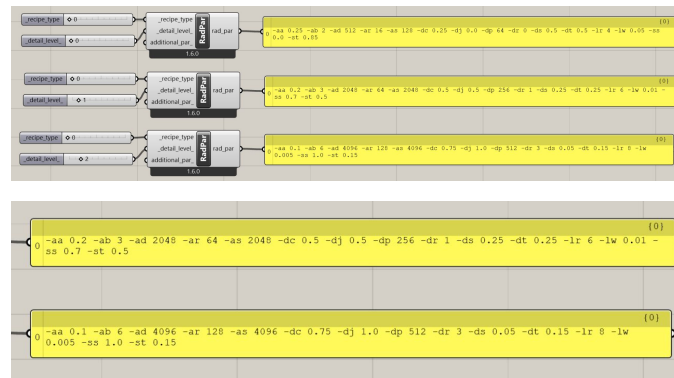 _recipe_type 0
_detail_level_ 0
_recipe_type
_detail_level_
additional_par_
RadPar
rad_par
1.6.0
{0}
0 -aa 0.25 -ab 2 -ad 512 -ar 16 -as 128 -dc 0.25 -dj 0.0 -dp 64 -dr 0 -ds 0.5 -dt 0.5 -lr 4 -lw 0.05 -ss
0.0 -st 0.85
_recipe_type 0
_detail_level_ 1
_recipe_type
_detail_level_
additional_par_
RadPar
rad_par
1.6.0
{0}
0 -aa 0.2 -ab 3 -ad 2048 -ar 64 -as 2048 -dc 0.5 -dj 0.5 -dp 256 -dr 1 -ds 0.25 -dt 0.25 -lr 6 -lw 0.01 -
ss 0.7 -st 0.5
_recipe_type 0
_detail_level_ 2
_recipe_type
_detail_level_
additional_par_
RadPar
rad_par
1.6.0
{0}
0 -aa 0.1 -ab 6 -ad 4096 -ar 128 -as 4096 -dc 0.75 -dj 1.0 -dp 512 -dr 3 -ds 0.05 -dt 0.15 -lr 8 -lw
0.005 -ss 1.0 -st 0.15
{0}
0 -aa 0.2 -ab 3 -ad 2048 -ar 64 -as 2048 -dc 0.5 -dj 0.5 -dp 256 -dr 1 -ds 0.25 -dt 0.25 -lr 6 -lw 0.01 -
ss 0.7 -st 0.5
{0}
0 -aa 0.1 -ab 6 -ad 4096 -ar 128 -as 4096 -dc 0.75 -dj 1.0 -dp 512 -dr 3 -ds 0.05 -dt 0.15 -lr 8 -lw
0.005 -ss 1.0 -st 0.15